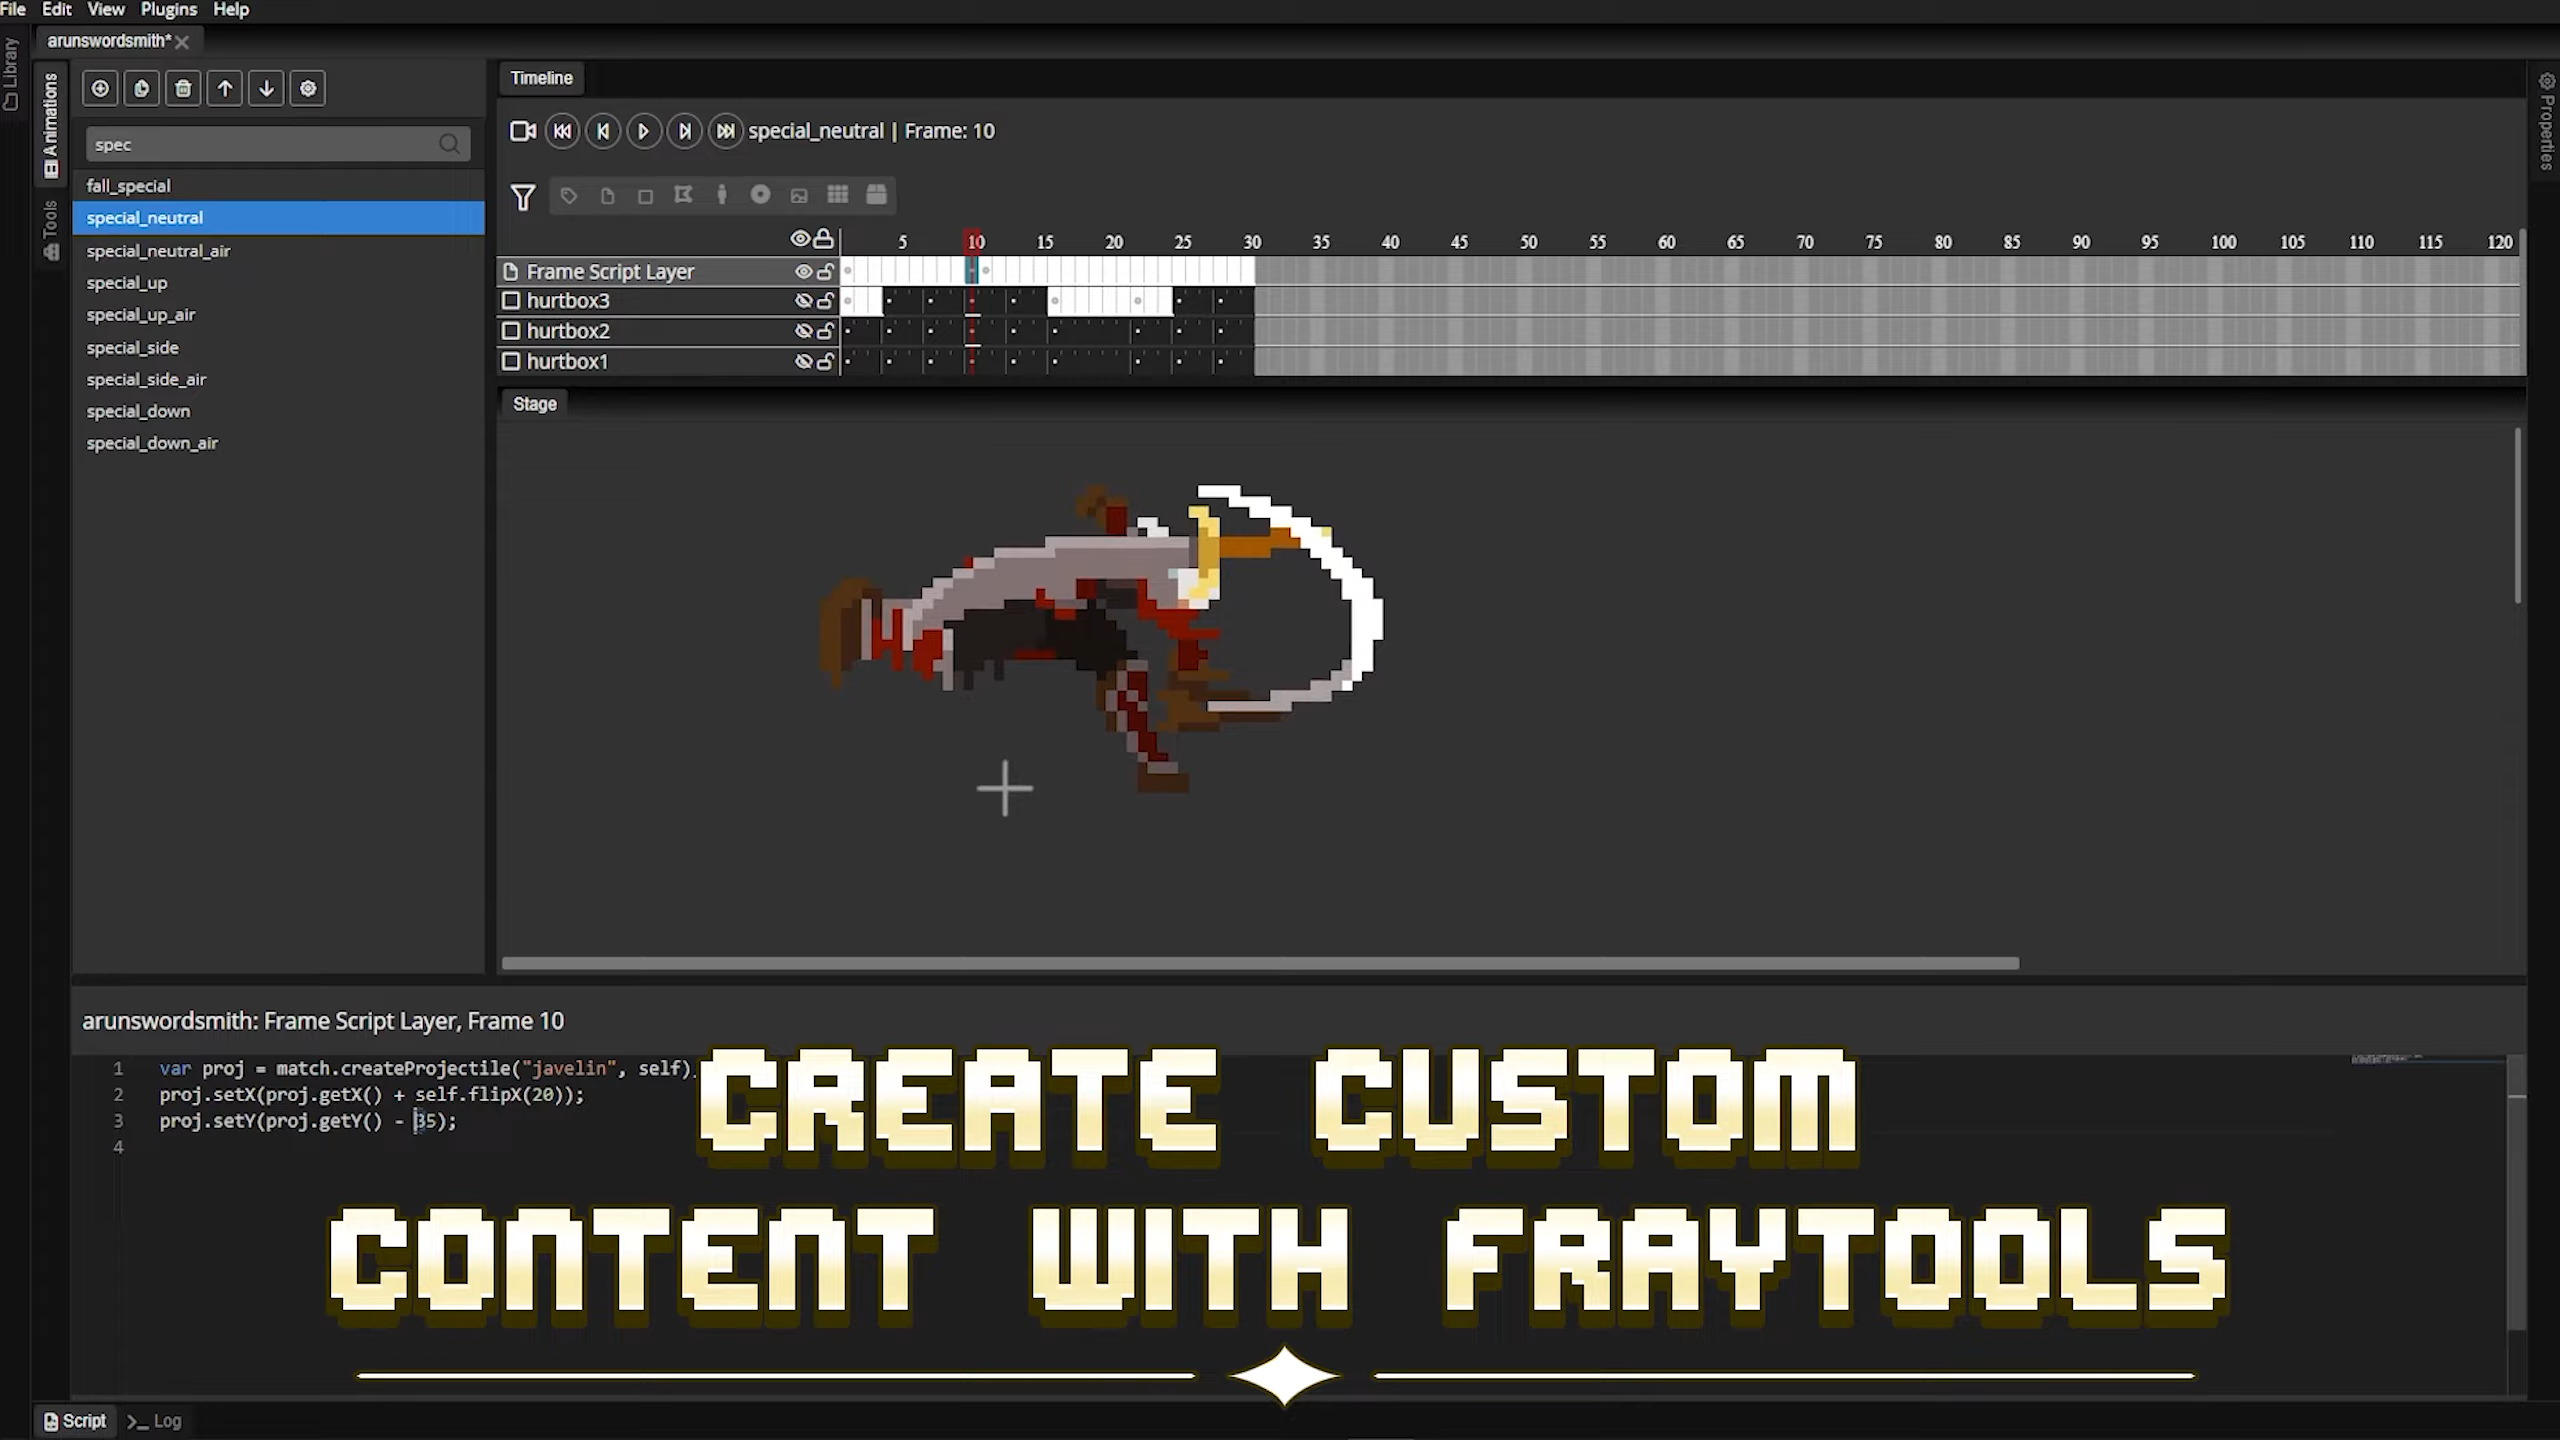 File Edit View Plugins Help
Library
arunswordsmith*
Animations
Tools
Properties
spec
fall_special
special_neutral
special_neutral_air
special_up
special_up_air
special_side
special_side_air
special_down
special_down_air
Timeline
special_neutral | Frame: 10
5 10 15 20 25 30 35 40 45 50 55 60 65 70 75 80 85 90 95 100 105 110 115 120
Frame Script Layer
hurtbox3
hurtbox2
hurtbox1
Stage
arunswordsmith: Frame Script Layer, Frame 10
1 var proj = match.createProjectile("javelin", self)
2 proj.setX(proj.getX() + self.flipX(20));
3 proj.setY(proj.getY() - 35);
4
CREATE CUSTOM
CONTENT WITH FRAYTOOLS
Script Log